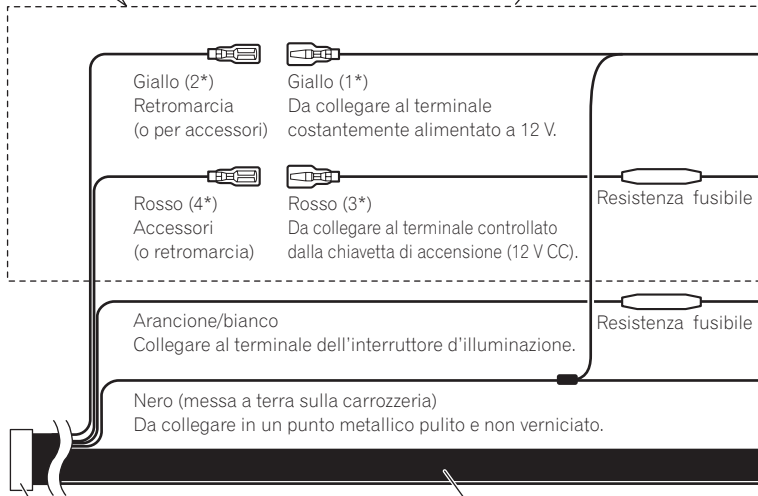 Giallo (2*)
Retromarcia
(o per accessori)
Giallo (1*)
Da collegare al terminale
costantemente alimentato a 12 V.
Rosso (4*)
Accessori
(o retromarcia)
Rosso (3*)
Da collegare al terminale controllato
dalla chiavetta di accensione (12 V CC).
Resistenza fusibile
Arancione/bianco
Collegare al terminale dell'interruttore d'illuminazione.
Resistenza fusibile
Nero (messa a terra sulla carrozzeria)
Da collegare in un punto metallico pulito e non verniciato.